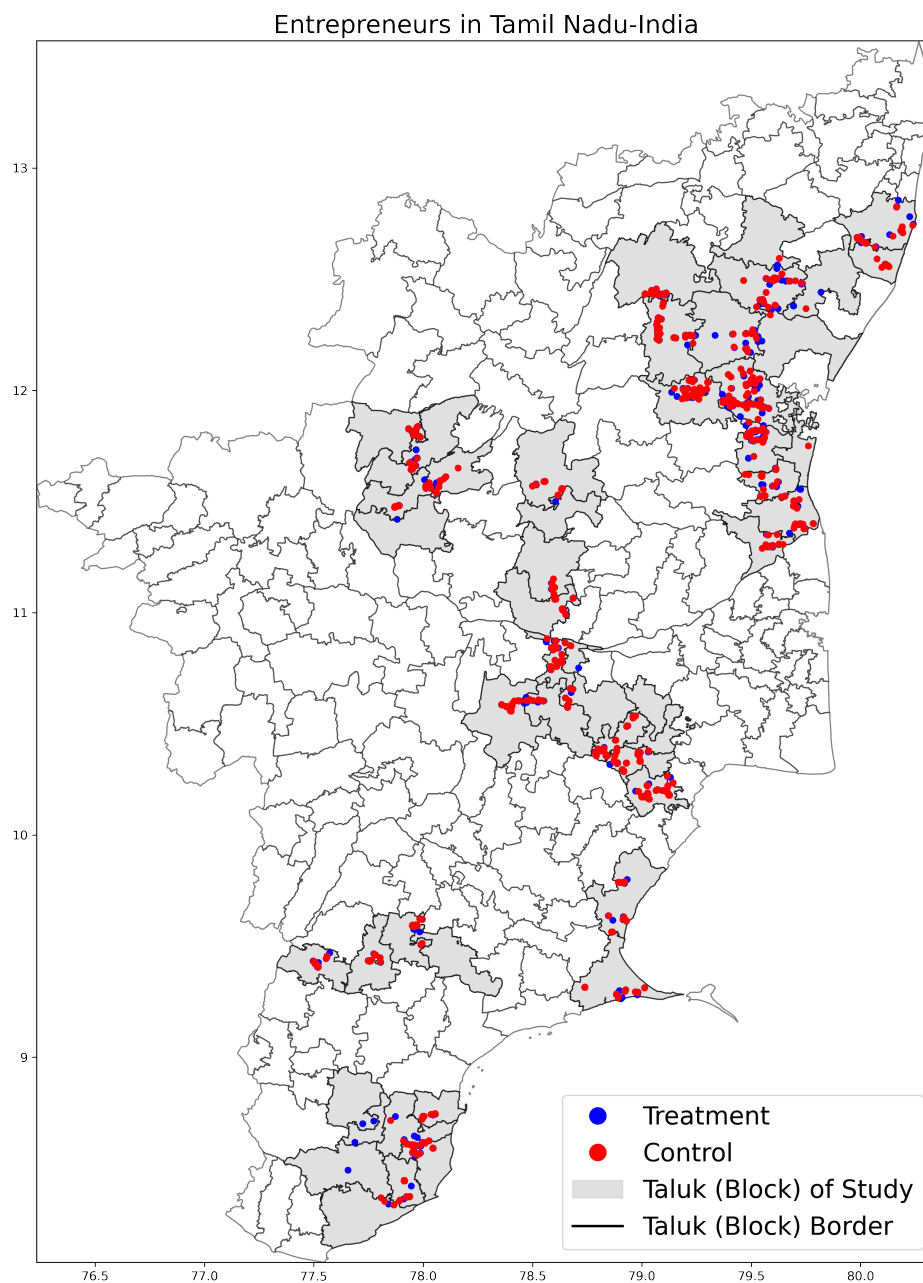 Entrepreneurs in Tamil Nadu-India
13
12
11
10
9
Treatment
Control
Taluk (Block) of Study
Taluk (Block) Border
76.5 77.0 77.5 78.0 78.5 79.0 79.5 80.0